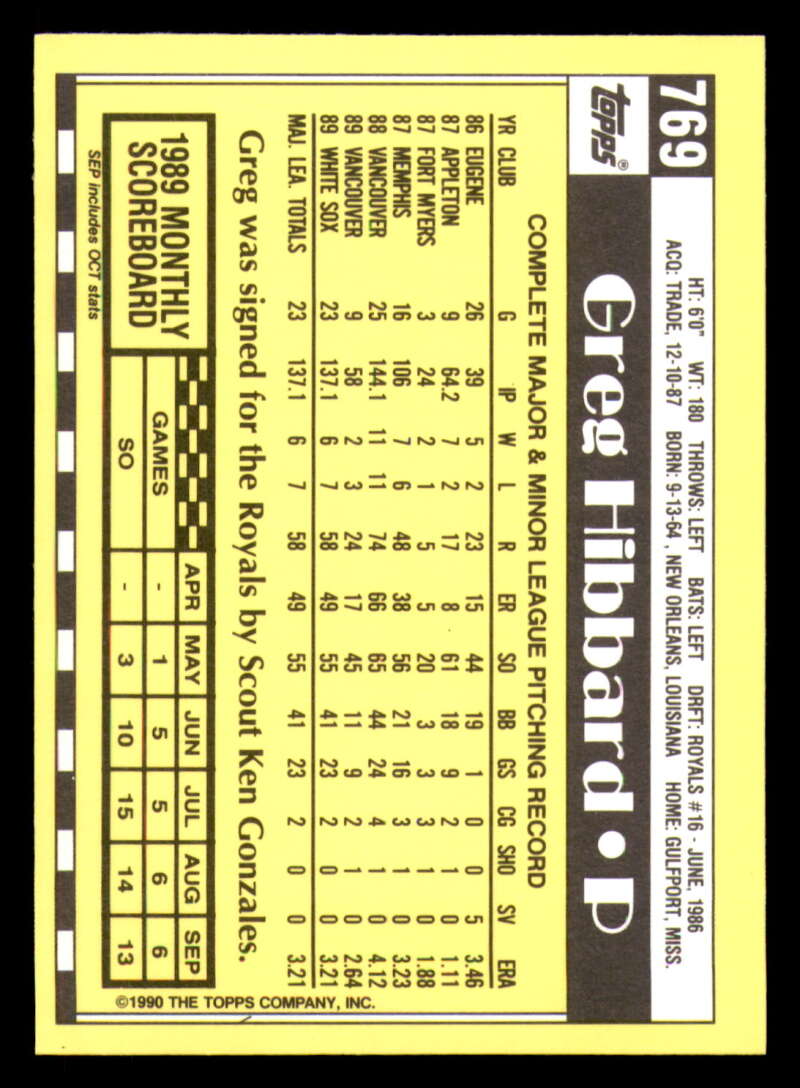 769
topps®
HT: 6'0" WT: 180 THROWS: LEFT BATS: LEFT DRFT: ROYALS #16 - JUNE, 1986
ACQ: TRADE, 12-10-87 BORN: 9-13-64, NEW ORLEANS, LOUISIANA HOME: GULFPORT, MISS.
Greg Hibbard • P
COMPLETE MAJOR & MINOR LEAGUE PITCHING RECORD
YR CLUB G IP W L R ER SO BB GS CG SHO SV ERA
86 EUGENE 26 39 5 2 23 15 44 19 1 0 0 5 3.46
87 APPLETON 9 64.2 7 2 17 8 61 18 9 2 1 0 1.11
87 FORT MYERS 3 24 2 1 5 5 20 3 3 3 1 0 1.88
87 MEMPHIS 16 106 7 6 48 38 56 21 16 3 1 0 3.23
88 VANCOUVER 25 144.1 11 11 74 66 65 44 24 4 1 0 4.12
89 VANCOUVER 9 58 2 3 24 17 45 11 9 2 1 0 2.64
89 WHITE SOX 23 137.1 6 7 58 49 55 41 23 2 0 0 3.21
MAJ. LEA. TOTALS 23 137.1 6 7 58 49 55 41 23 2 0 0 3.21
Greg was signed for the Royals by Scout Ken Gonzales.
1989 MONTHLY
SCOREBOARD
SEP includes OCT stats
APR MAY JUN JUL AUG SEP
GAMES - 1 5 5 6 6
SO - 3 10 15 14 13
©1990 THE TOPPS COMPANY, INC.